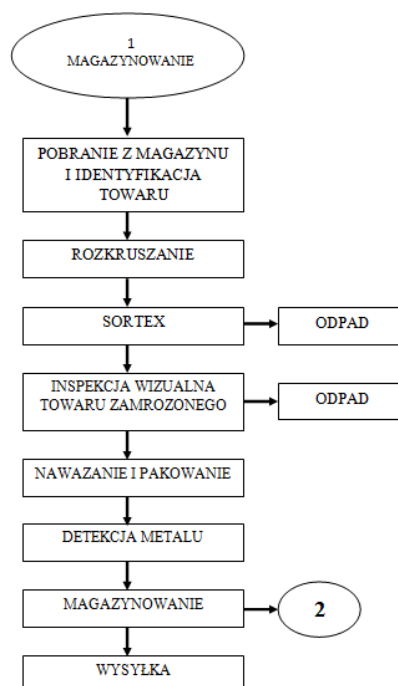 1
MAGAZYNOWANIE
POBRANIE Z MAGAZYNU
I IDENTYFIKACJA
TOWARU
ROZKRUSZANIE
SORTEX
ODPAD
INSPEKCJA WIZUALNA
TOWARU ZAMROZONEGO
ODPAD
NAWAZANIE I PAKOWANIE
DETEKCJA METALU
MAGAZYNOWANIE
2
WYSYŁKA